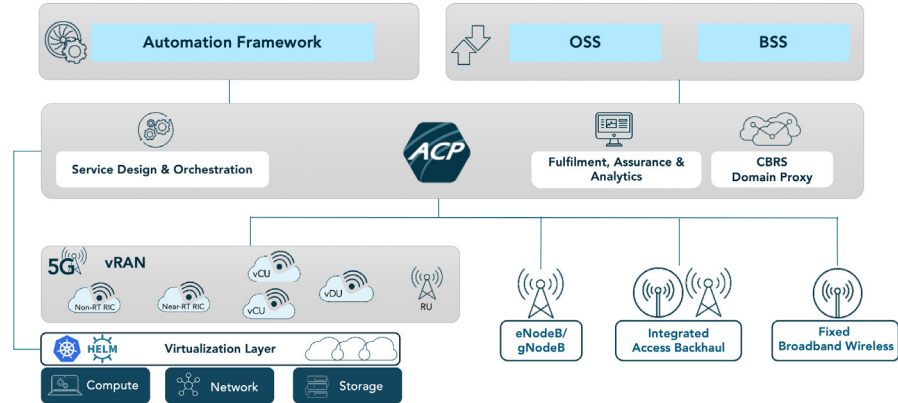 Automation Framework
OSS
BSS
Service Design & Orchestration
ACP
Fulfilment, Assurance &
Analytics
CBRS
Domain Proxy
5G
vRAN
Non-RT RIC
Near-RT RIC
vCU
vCU
vDU
RU
HELM
Virtualization Layer
Compute
Network
Storage
eNodeB/
gNodeB
Integrated
Access Backhaul
Fixed
Broadband Wireless